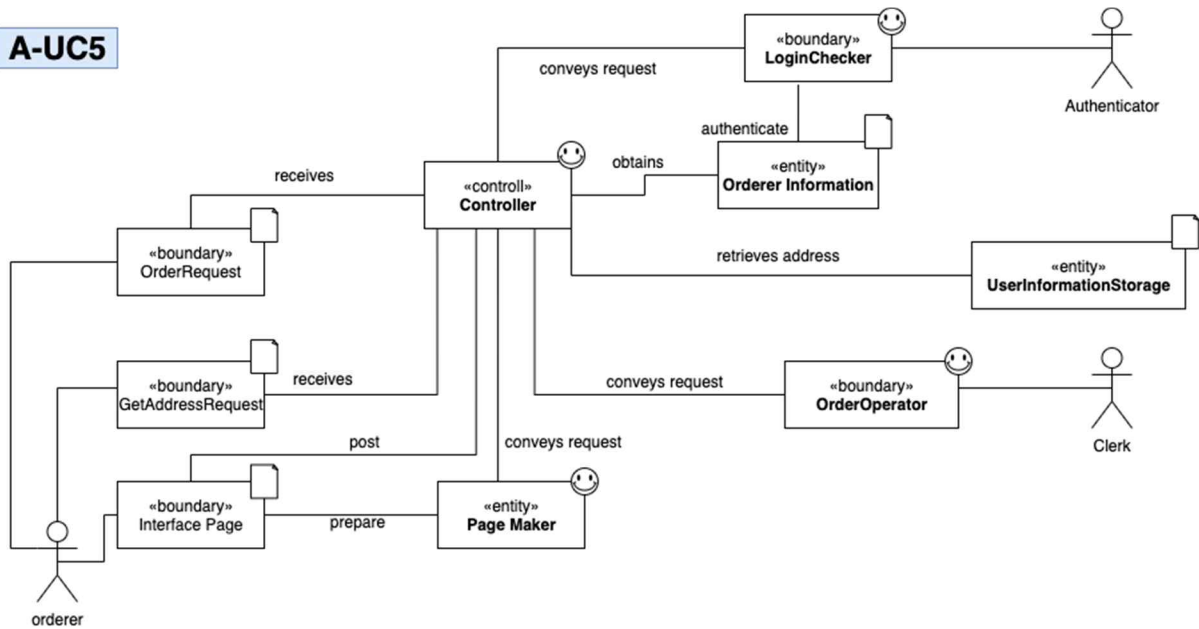 A-UC5
«boundary»
LoginChecker
conveys request
Authenticator
authenticate
obtains
«entity»
Orderer Information
receives
«controll»
Controller
«boundary»
OrderRequest
retrieves address
«entity»
UserInformationStorage
«boundary»
GetAddressRequest
receives
conveys request
«boundary»
OrderOperator
Clerk
post
conveys request
«boundary»
Interface Page
prepare
«entity»
Page Maker
orderer